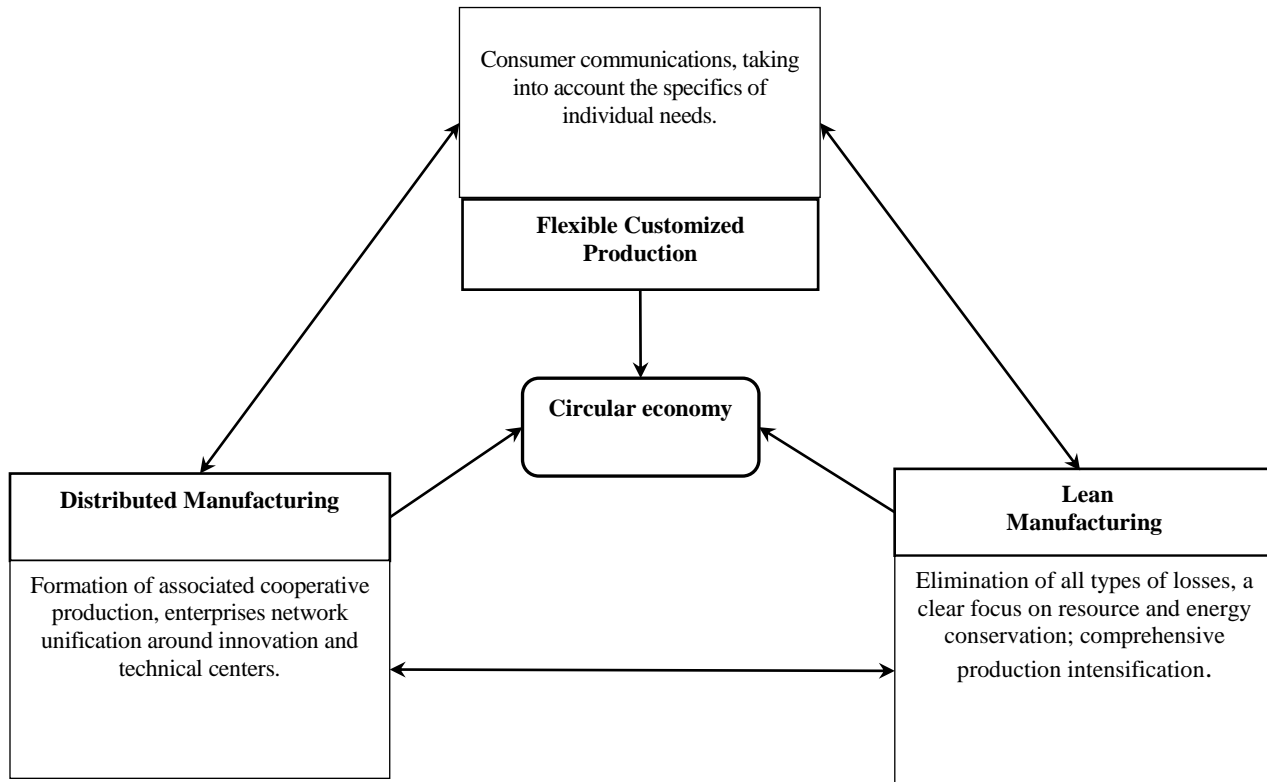 Consumer communications, taking
into account the specifics of
individual needs.
Flexible Customized
Production
Circular economy
Distributed Manufacturing
Formation of associated cooperative
production, enterprises network
unification around innovation and
technical centers.
Lean
Manufacturing
Elimination of all types of losses, a
clear focus on resource and energy
conservation; comprehensive
production intensification.